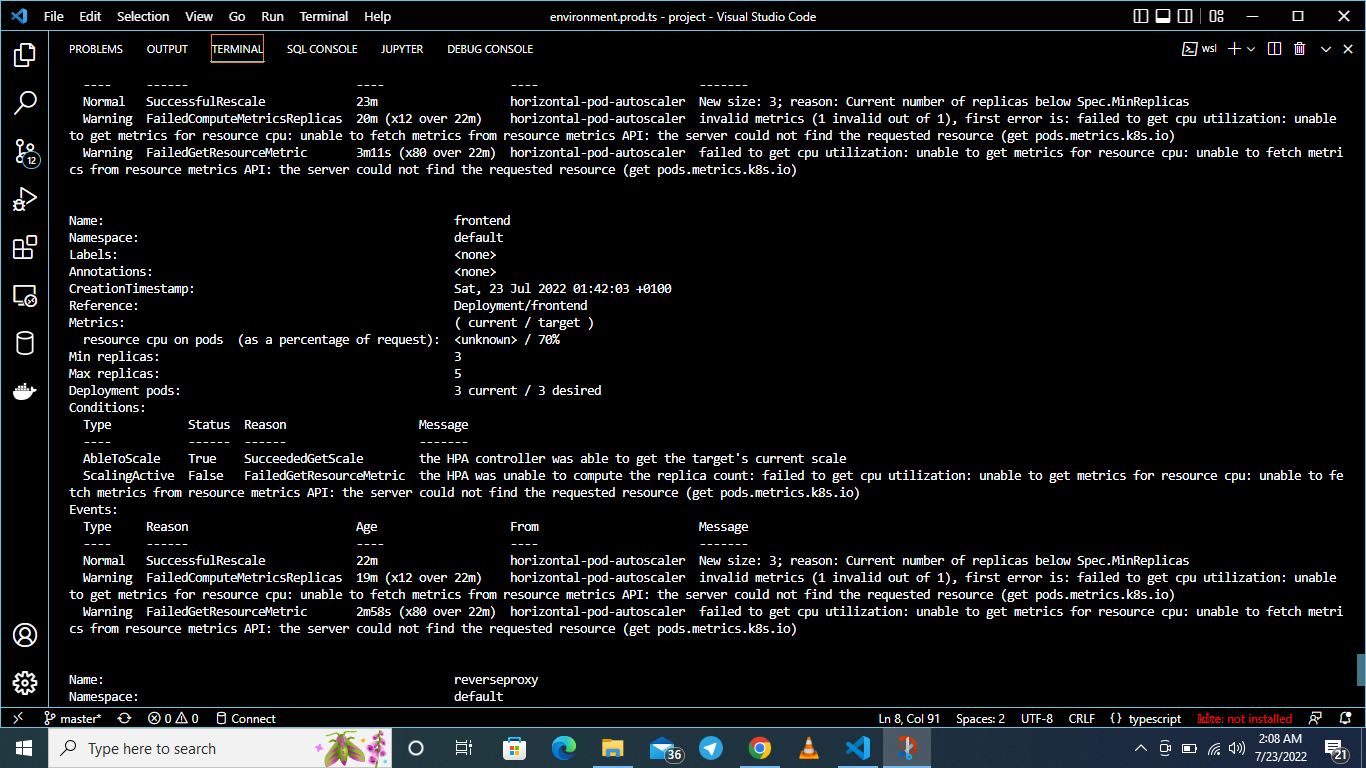 File Edit Selection View Go Run Terminal Help
environment.prod.ts - project - Visual Studio Code
PROBLEMS OUTPUT TERMINAL SQL CONSOLE JUPYTER DEBUG CONSOLE
wsl
---- ------ ---- ---- -------
Normal SuccessfulRescale 23m horizontal-pod-autoscaler New size: 3; reason: Current number of replicas below Spec.MinReplicas
Warning FailedComputeMetricsReplicas 20m (x12 over 22m) horizontal-pod-autoscaler invalid metrics (1 invalid out of 1), first error is: failed to get cpu utilization: unable
to get metrics for resource cpu: unable to fetch metrics from resource metrics API: the server could not find the requested resource (get pods.metrics.k8s.io)
Warning FailedGetResourceMetric 3m11s (x80 over 22m) horizontal-pod-autoscaler failed to get cpu utilization: unable to get metrics for resource cpu: unable to fetch metri
cs from resource metrics API: the server could not find the requested resource (get pods.metrics.k8s.io)
Name: frontend
Namespace: default
Labels: <none>
Annotations: <none>
CreationTimestamp: Sat, 23 Jul 2022 01:42:03 +0100
Reference: Deployment/frontend
Metrics: ( current / target )
resource cpu on pods (as a percentage of request): <unknown> / 70%
Min replicas: 3
Max replicas: 5
Deployment pods: 3 current / 3 desired
Conditions:
Type Status Reason Message
---- ------ ------ -------
AbleToScale True SucceededGetScale the HPA controller was able to get the target's current scale
ScalingActive False FailedGetResourceMetric the HPA was unable to compute the replica count: failed to get cpu utilization: unable to get metrics for resource cpu: unable to fe
tch metrics from resource metrics API: the server could not find the requested resource (get pods.metrics.k8s.io)
Events:
Type Reason Age From Message
---- ------ ---- ---- -------
Normal SuccessfulRescale 22m horizontal-pod-autoscaler New size: 3; reason: Current number of replicas below Spec.MinReplicas
Warning FailedComputeMetricsReplicas 19m (x12 over 22m) horizontal-pod-autoscaler invalid metrics (1 invalid out of 1), first error is: failed to get cpu utilization: unable
to get metrics for resource cpu: unable to fetch metrics from resource metrics API: the server could not find the requested resource (get pods.metrics.k8s.io)
Warning FailedGetResourceMetric 2m58s (x80 over 22m) horizontal-pod-autoscaler failed to get cpu utilization: unable to get metrics for resource cpu: unable to fetch metri
cs from resource metrics API: the server could not find the requested resource (get pods.metrics.k8s.io)
Name: reverseproxy
Namespace: default
12
master* 0 0 Connect Ln 8, Col 91 Spaces: 2 UTF-8 CRLF {} typescript kite: not installed
Type here to search 36 2:08 AM
7/23/2022 21